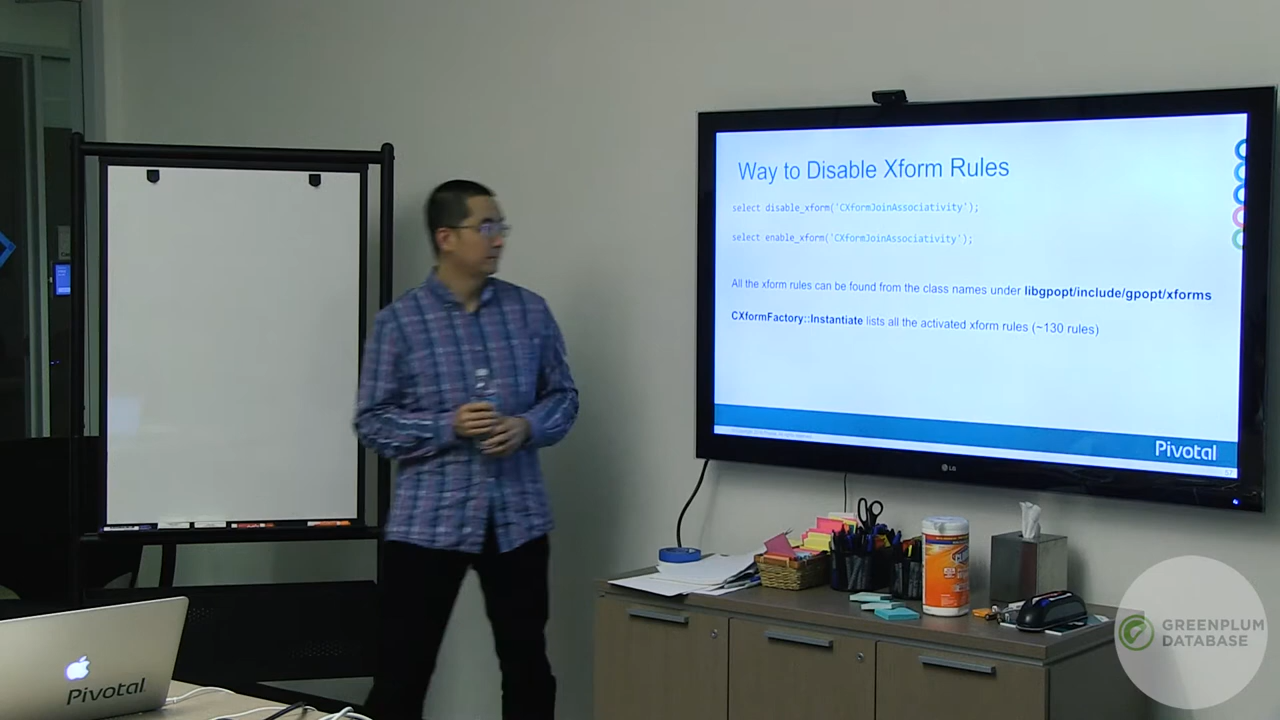 Way to Disable Xform Rules
select disable_xform('CXformJoinAssociativity');
select enable_xform('CXformJoinAssociativity');
All the xform rules can be found from the class names under libgpopt/include/gpopt/xforms
CXformFactory::Instantiate lists all the activated xform rules (~130 rules)
Pivotal
57
LG
Pivotal
GREENPLUM
DATABASE